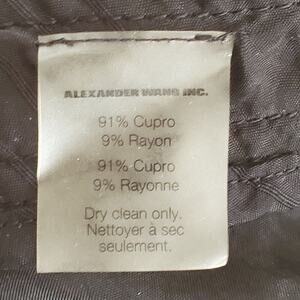 ALEXANDER WANG INC.
91% Cupro
9% Rayon
91% Cupro
9% Rayonne
Dry clean only.
Nettoyer à sec
seulement.